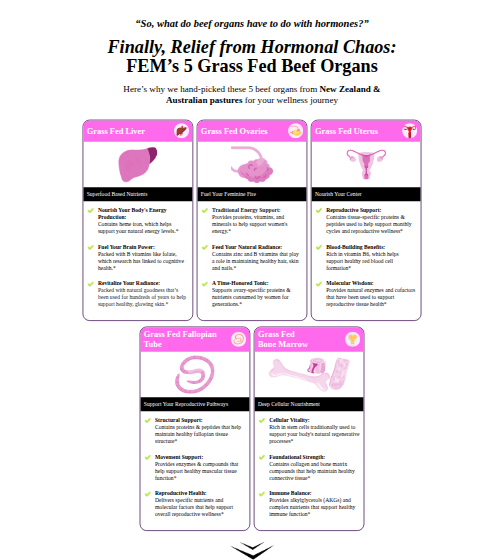 “So, what do beef organs have to do with hormones?”
Finally, Relief from Hormonal Chaos:
FEM’s 5 Grass Fed Beef Organs
Here’s why we hand-picked these 5 beef organs from New Zealand &
Australian pastures for your wellness journey
Grass Fed Liver
Superfood Based Nutrients
Nourish Your Body's Energy
Production:
Contains heme iron, which helps
support your natural energy levels.*
Fuel Your Brain Power:
Packed with B vitamins like folate,
which research has linked to cognitive
health.*
Revitalize Your Radiance:
Packed with natural goodness that’s
been used for hundreds of years to help
support healthy, glowing skin.*
Grass Fed Ovaries
Fuel Your Feminine Fire
Traditional Energy Support:
Provides proteins, vitamins, and
minerals to help support women's
energy.*
Feed Your Natural Radiance:
Contains zinc and B vitamins that play
a role in maintaining healthy hair, skin
and nails.*
A Time-Honored Tonic:
Supports ovary-specific proteins &
nutrients consumed by women for
generations.*
Grass Fed Uterus
Nourish Your Center
Reproductive Support:
Contains tissue-specific proteins &
peptides used to help support monthly
cycles and reproductive wellness*
Blood-Building Benefits:
Rich in vitamin B6, which helps
support healthy red blood cell
formation*
Molecular Wisdom:
Provides natural enzymes and cofactors
that have been used to support
reproductive tissue health*
Grass Fed Fallopian
Tube
Support Your Reproductive Pathways
Structural Support:
Contains proteins & peptides that help
maintain healthy fallopian tissue
structure*
Movement Support:
Provides enzymes & compounds that
help support healthy muscular tissue
function*
Reproductive Health:
Delivers specific nutrients and
molecular factors that help support
overall reproductive wellness*
Grass Fed
Bone Marrow
Deep Cellular Nourishment
Cellular Vitality:
Rich in stem cells traditionally used to
support your body's natural regenerative
processes*
Foundational Strength:
Contains collagen and bone matrix
compounds that help maintain healthy
connective tissue*
Immune Balance:
Provides alkylglycerols (AKGs) and
complex nutrients that support healthy
immune function*